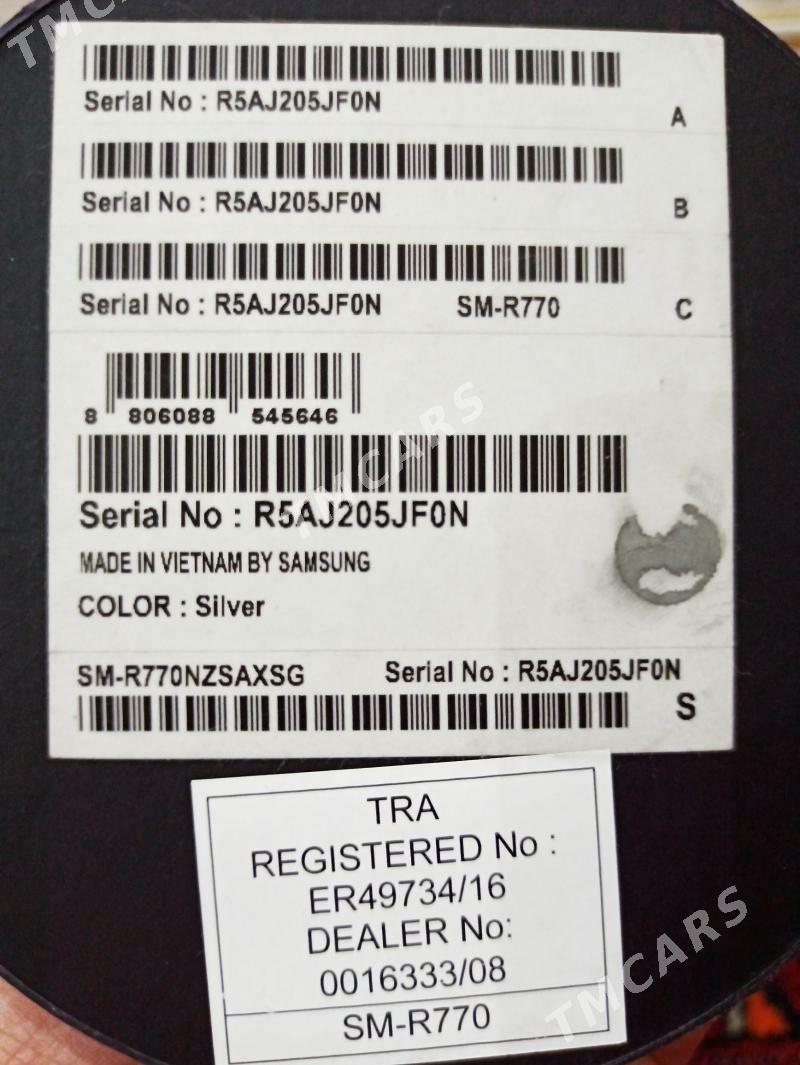 TMCARS
Serial No : R5AJ205JF0N
A
Serial No : R5AJ205JF0N
B
Serial No : R5AJ205JF0N SM-R770 C
8 806088 545646
TMCARS
Serial No : R5AJ205JF0N
MADE IN VIETNAM BY SAMSUNG
COLOR : Silver
SM-R770NZSAXSG Serial No : R5AJ205JF0N
S
TRA
REGISTERED No :
ER49734/16
DEALER No:
0016333/08
SM-R770
TMCARS